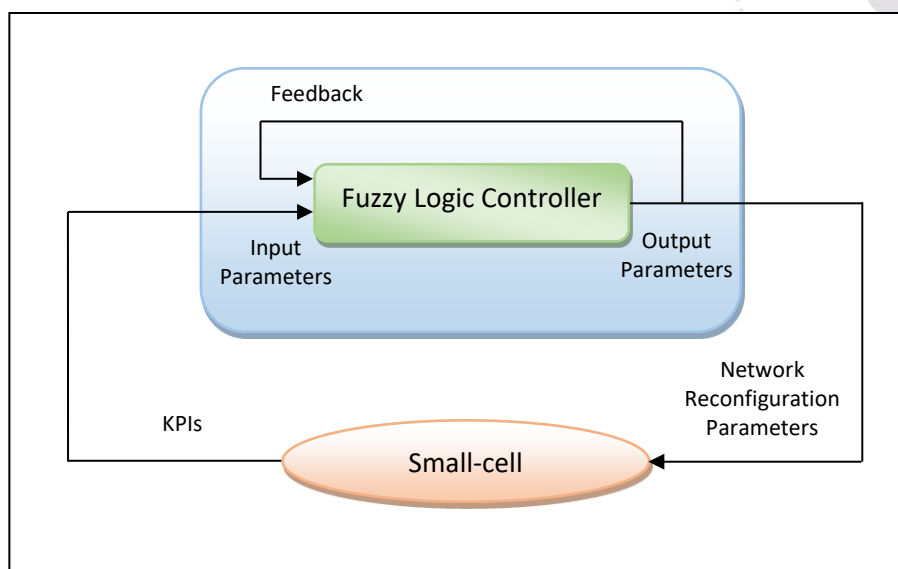 Feedback
Fuzzy Logic Controller
Input
Parameters
Output
Parameters
Network
Reconfiguration
Parameters
KPIs
Small-cell